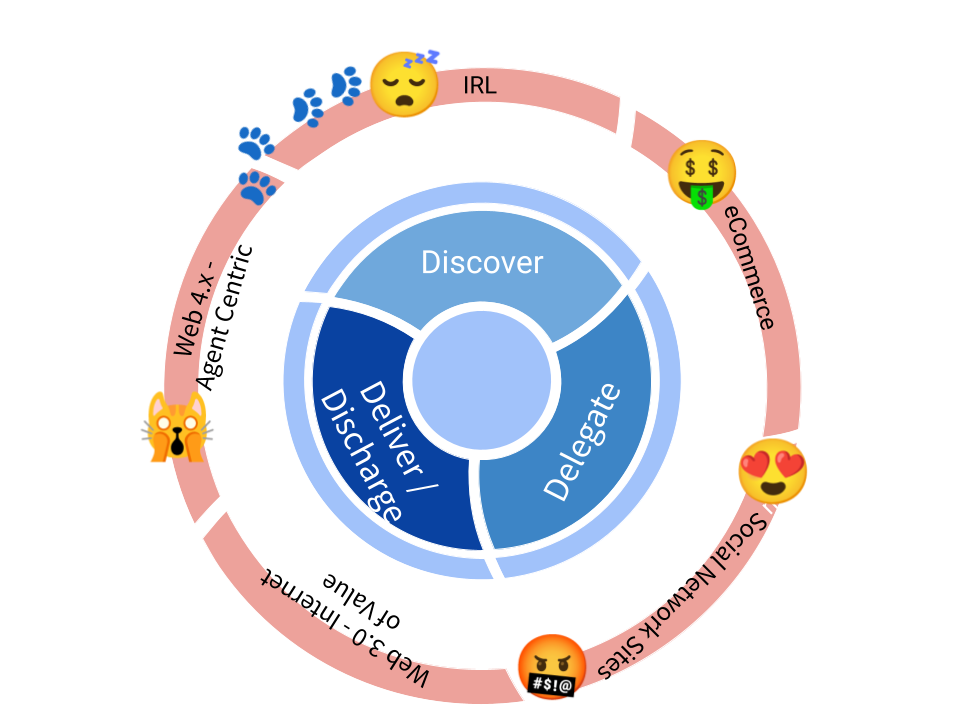 IRL
eCommerce
Social Network Sites
Web 3.0 - Internet
of Value
Web 4.x -
Agent Centric
Discover
Delegate
Deliver /
Discharge
#$!@